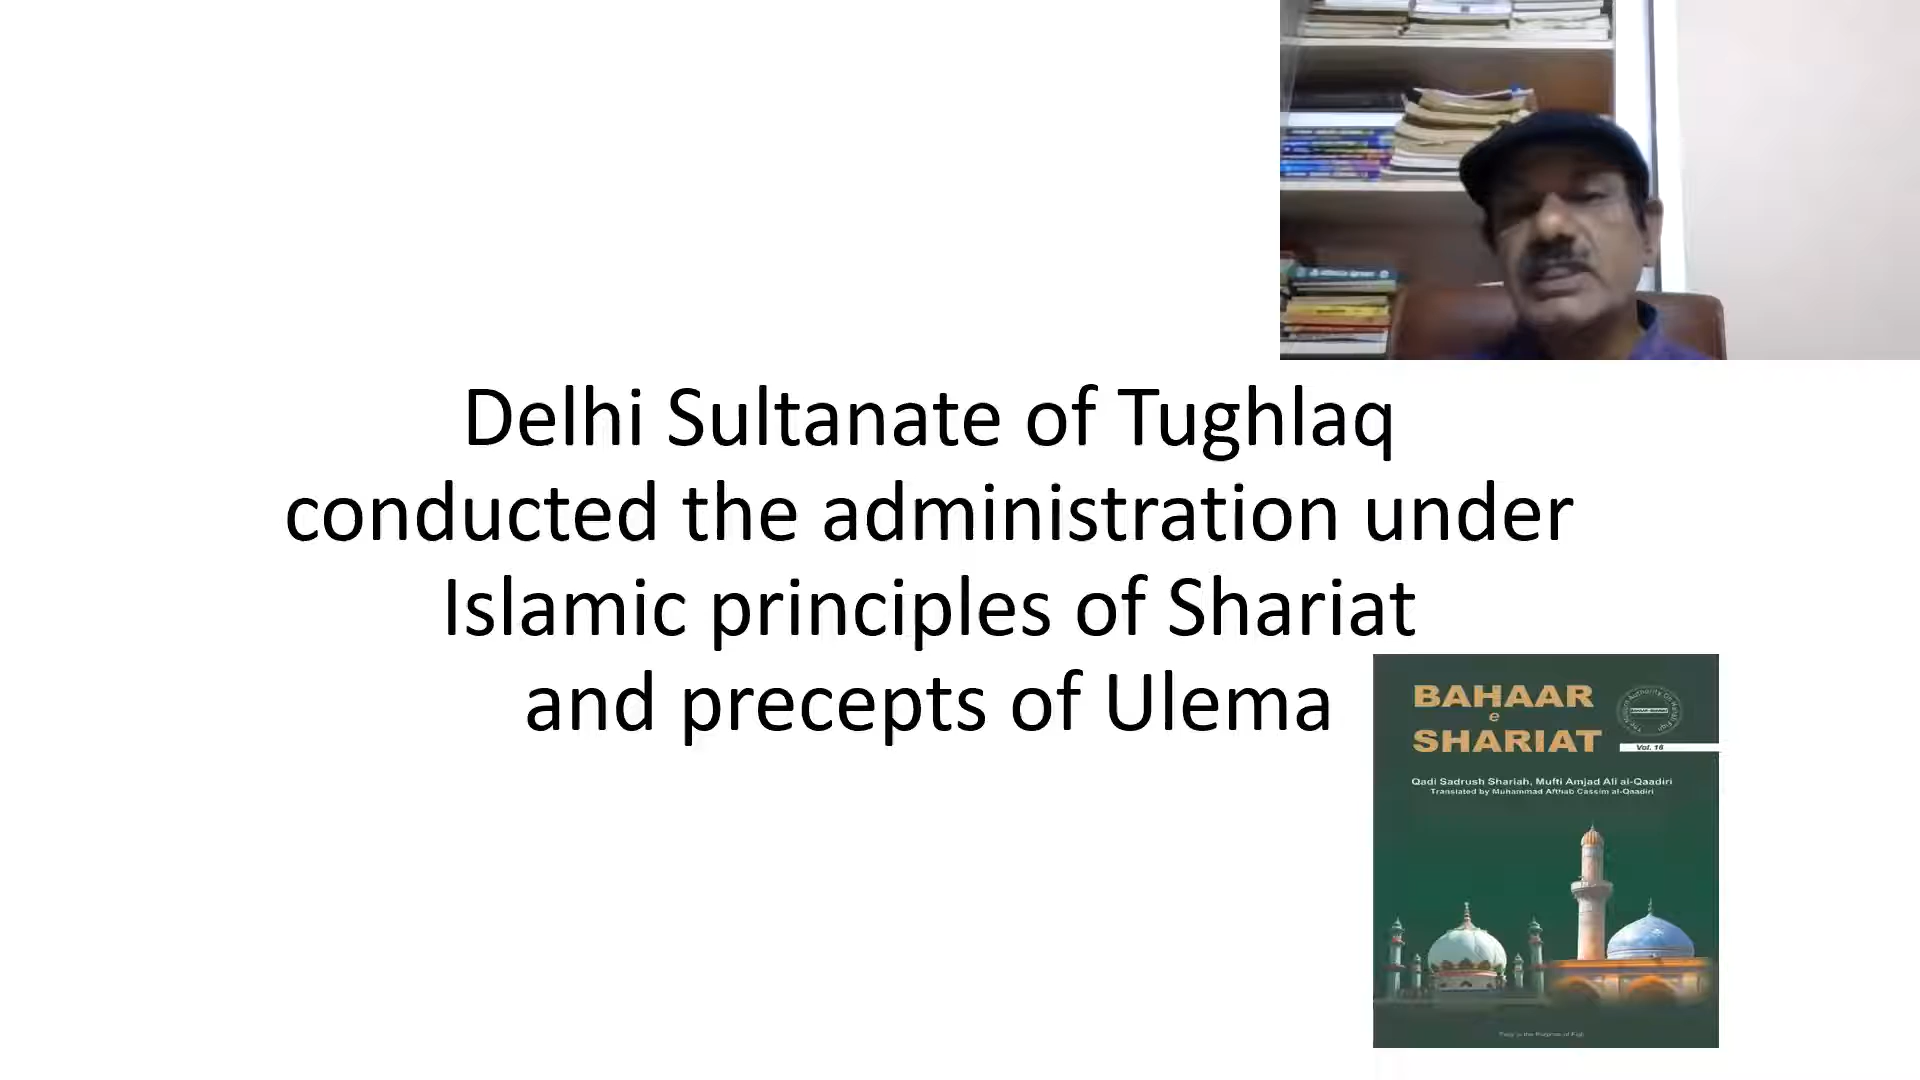 Delhi Sultanate of Tughlaq
conducted the administration under
Islamic principles of Shariat
and precepts of Ulema
BAHAAR
e
SHARIAT
Vol. 16
Qadi Sadrush Shariah, Mufti Amjad Ali al-Qaadiri
Translated by Muhammad Afthab Cassim al-Qaadiri